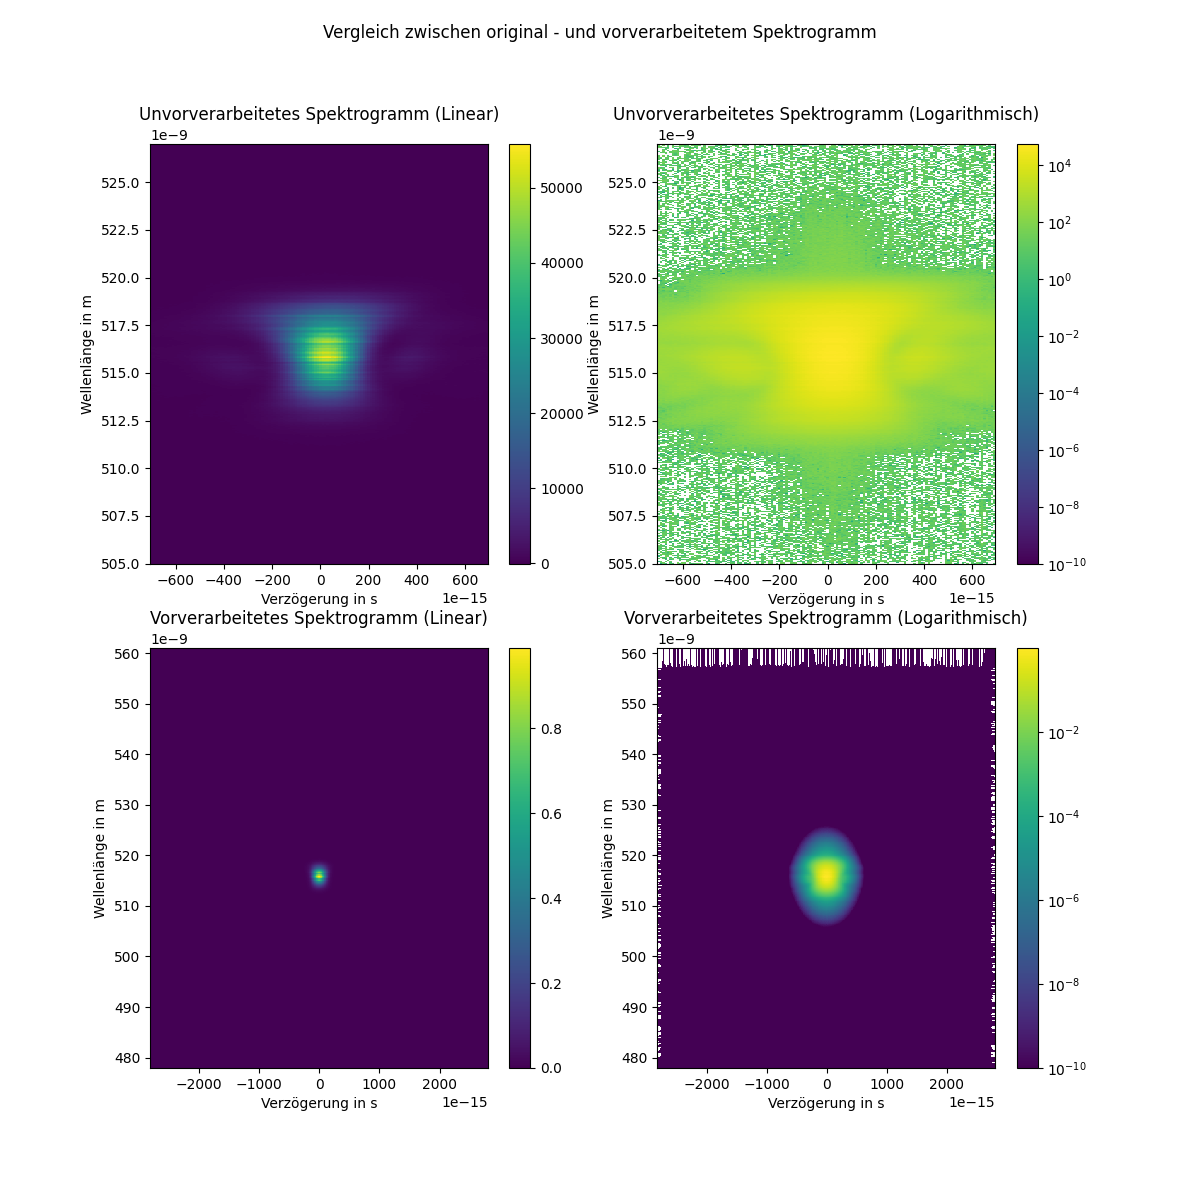 Vergleich zwischen original - und vorverarbeitetem Spektrogramm
Unvorverarbeitetes Spektrogramm (Linear)
1e−9
525.0
522.5
520.0
517.5
515.0
512.5
510.0
507.5
505.0
Wellenlänge in m
−600 −400 −200 0 200 400 600
Verzögerung in s
1e−15
50000
40000
30000
20000
10000
0
Unvorverarbeitetes Spektrogramm (Logarithmisch)
1e−9
525.0
522.5
520.0
517.5
515.0
512.5
510.0
507.5
505.0
Wellenlänge in m
−600 −400 −200 0 200 400 600
Verzögerung in s
1e−15
10⁴
10²
10⁰
10⁻²
10⁻⁴
10⁻⁶
10⁻⁸
10⁻¹⁰
Vorverarbeitetes Spektrogramm (Linear)
1e−9
560
550
540
530
520
510
500
490
480
Wellenlänge in m
−2000 −1000 0 1000 2000
Verzögerung in s
1e−15
0.8
0.6
0.4
0.2
0.0
Vorverarbeitetes Spektrogramm (Logarithmisch)
1e−9
560
550
540
530
520
510
500
490
480
Wellenlänge in m
−2000 −1000 0 1000 2000
Verzögerung in s
1e−15
10⁻²
10⁻⁴
10⁻⁶
10⁻⁸
10⁻¹⁰